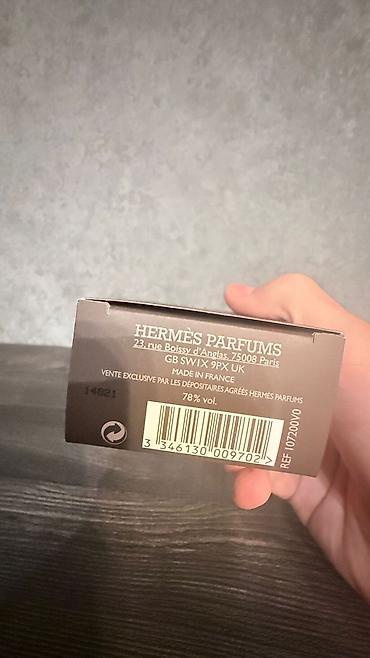 HERMÈS PARFUMS
23, rue Boissy d'Anglas, 75008 Paris
GB SW1X 9PX UK
MADE IN FRANCE
VENTE EXCLUSIVE PAR LES DÉPOSITAIRES AGRÉÉS HERMÈS PARFUMS
14821
78% vol.
3 346130 009702 >
REF 107200V0